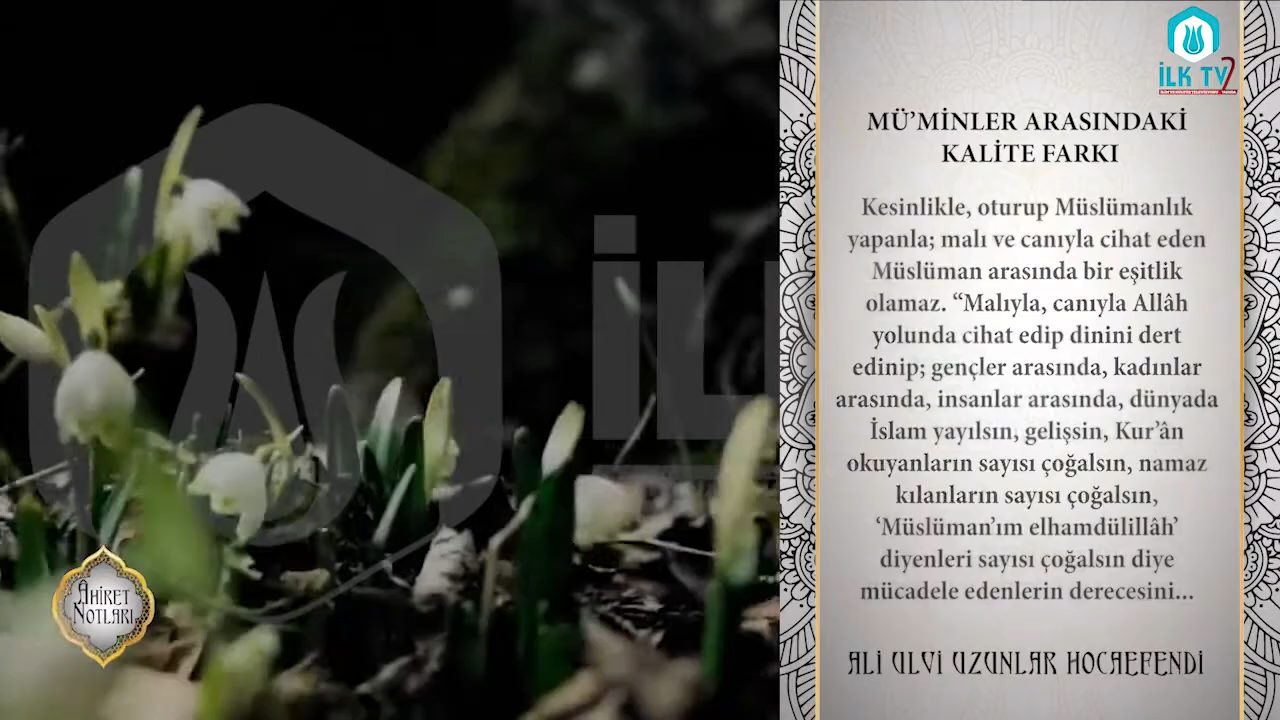 İLK TV2
MÜ’MİNLER ARASINDAKİ
KALİTE FARKI
Kesinlikle, oturup Müslümanlık
yapanla; malı ve canıyla cihat eden
Müslüman arasında bir eşitlik
olamaz. “Malıyla, canıyla Allâh
yolunda cihat edip dinini dert
edinip; gençler arasında, kadınlar
arasında, insanlar arasında, dünyada
İslam yayılsın, gelişsin, Kur’ân
okuyanların sayısı çoğalsın, namaz
kılanların sayısı çoğalsın,
‘Müslüman’ım elhamdülillâh’
diyenleri sayısı çoğalsın diye
mücadele edenlerin derecesini...
ALİ ULVİ UZUNLAR HOCAEFENDİ
AHİRET
NOTLARI
İL